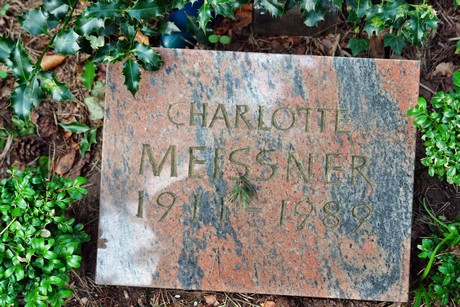 CHARLOTTE
MEISSNER
1911 – 1989